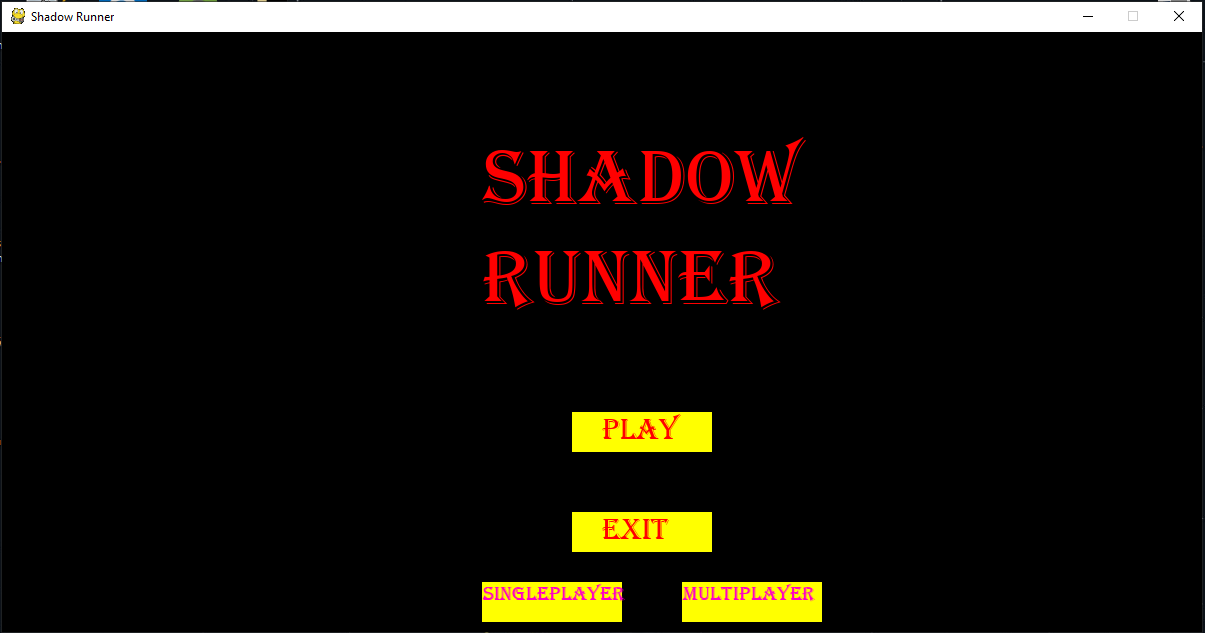 Shadow Runner
SHADOW
RUNNER
PLAY
EXIT
SINGLEPLAYER MULTIPLAYER